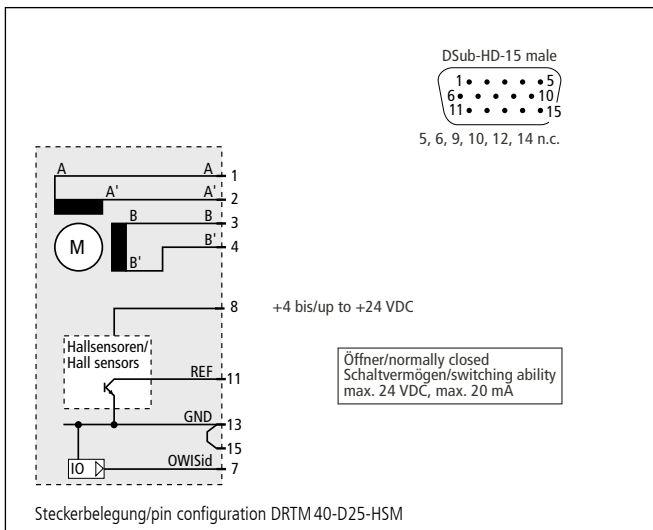 DSub-HD-15 male
1 5
6 10
11 15
5, 6, 9, 10, 12, 14 n.c.
A A 1
A' A' 2
B B 3
M B' B' 4
8 +4 bis/up to +24 VDC
Hallsensoren/
Hall sensors
REF 11
Öffner/normally closed
Schaltvermögen/switching ability
max. 24 VDC, max. 20 mA
GND 13
15
IO OWISid 7
Steckerbelegung/pin configuration DRTM 40-D25-HSM